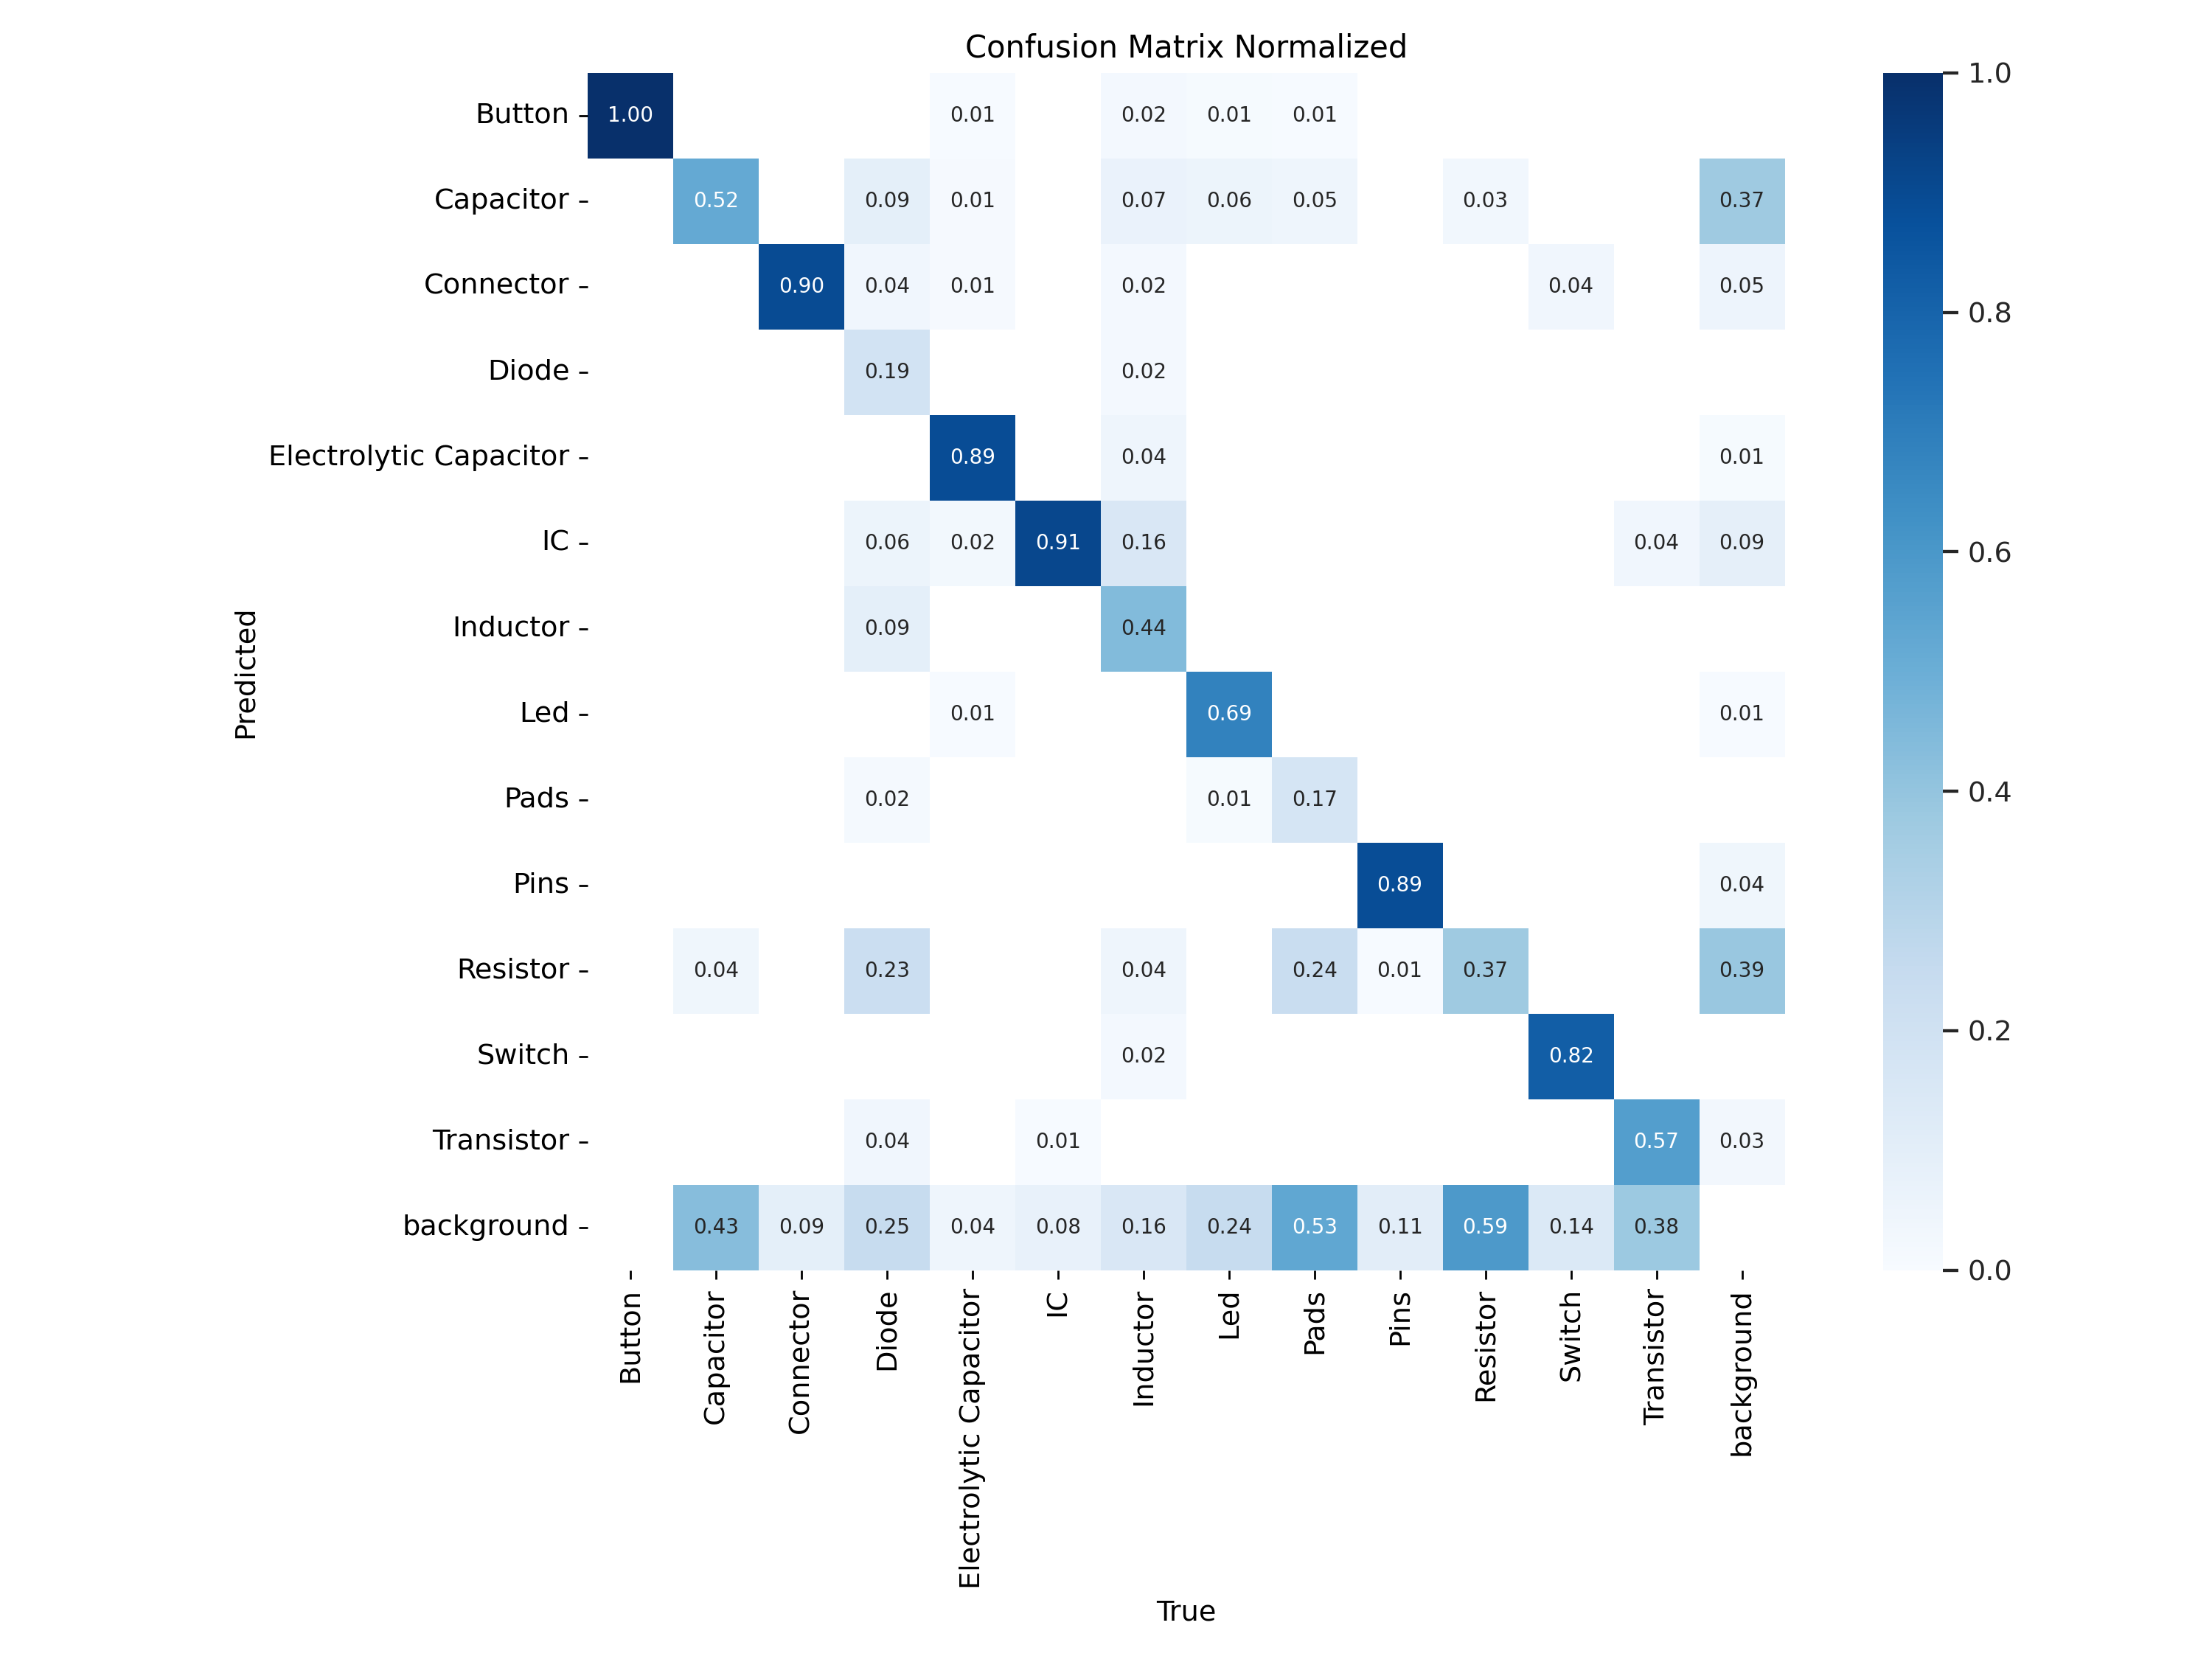 Confusion Matrix Normalized
Button 1.00 0.01 0.02 0.01 0.01
Capacitor 0.52 0.09 0.01 0.07 0.06 0.05 0.03 0.37
Connector 0.90 0.04 0.01 0.02 0.04 0.05
Diode 0.19 0.02
Electrolytic Capacitor 0.89 0.04 0.01
IC 0.06 0.02 0.91 0.16 0.04 0.09
Inductor 0.09 0.44
Led 0.01 0.69 0.01
Pads 0.02 0.01 0.17
Pins 0.89 0.04
Resistor 0.04 0.23 0.04 0.24 0.01 0.37 0.39
Switch 0.02 0.82
Transistor 0.04 0.01 0.57 0.03
background 0.43 0.09 0.25 0.04 0.08 0.16 0.24 0.53 0.11 0.59 0.14 0.38
Predicted
Button
Capacitor
Connector
Diode
Electrolytic Capacitor
IC
Inductor
Led
Pads
Pins
Resistor
Switch
Transistor
background
True
1.0
0.8
0.6
0.4
0.2
0.0